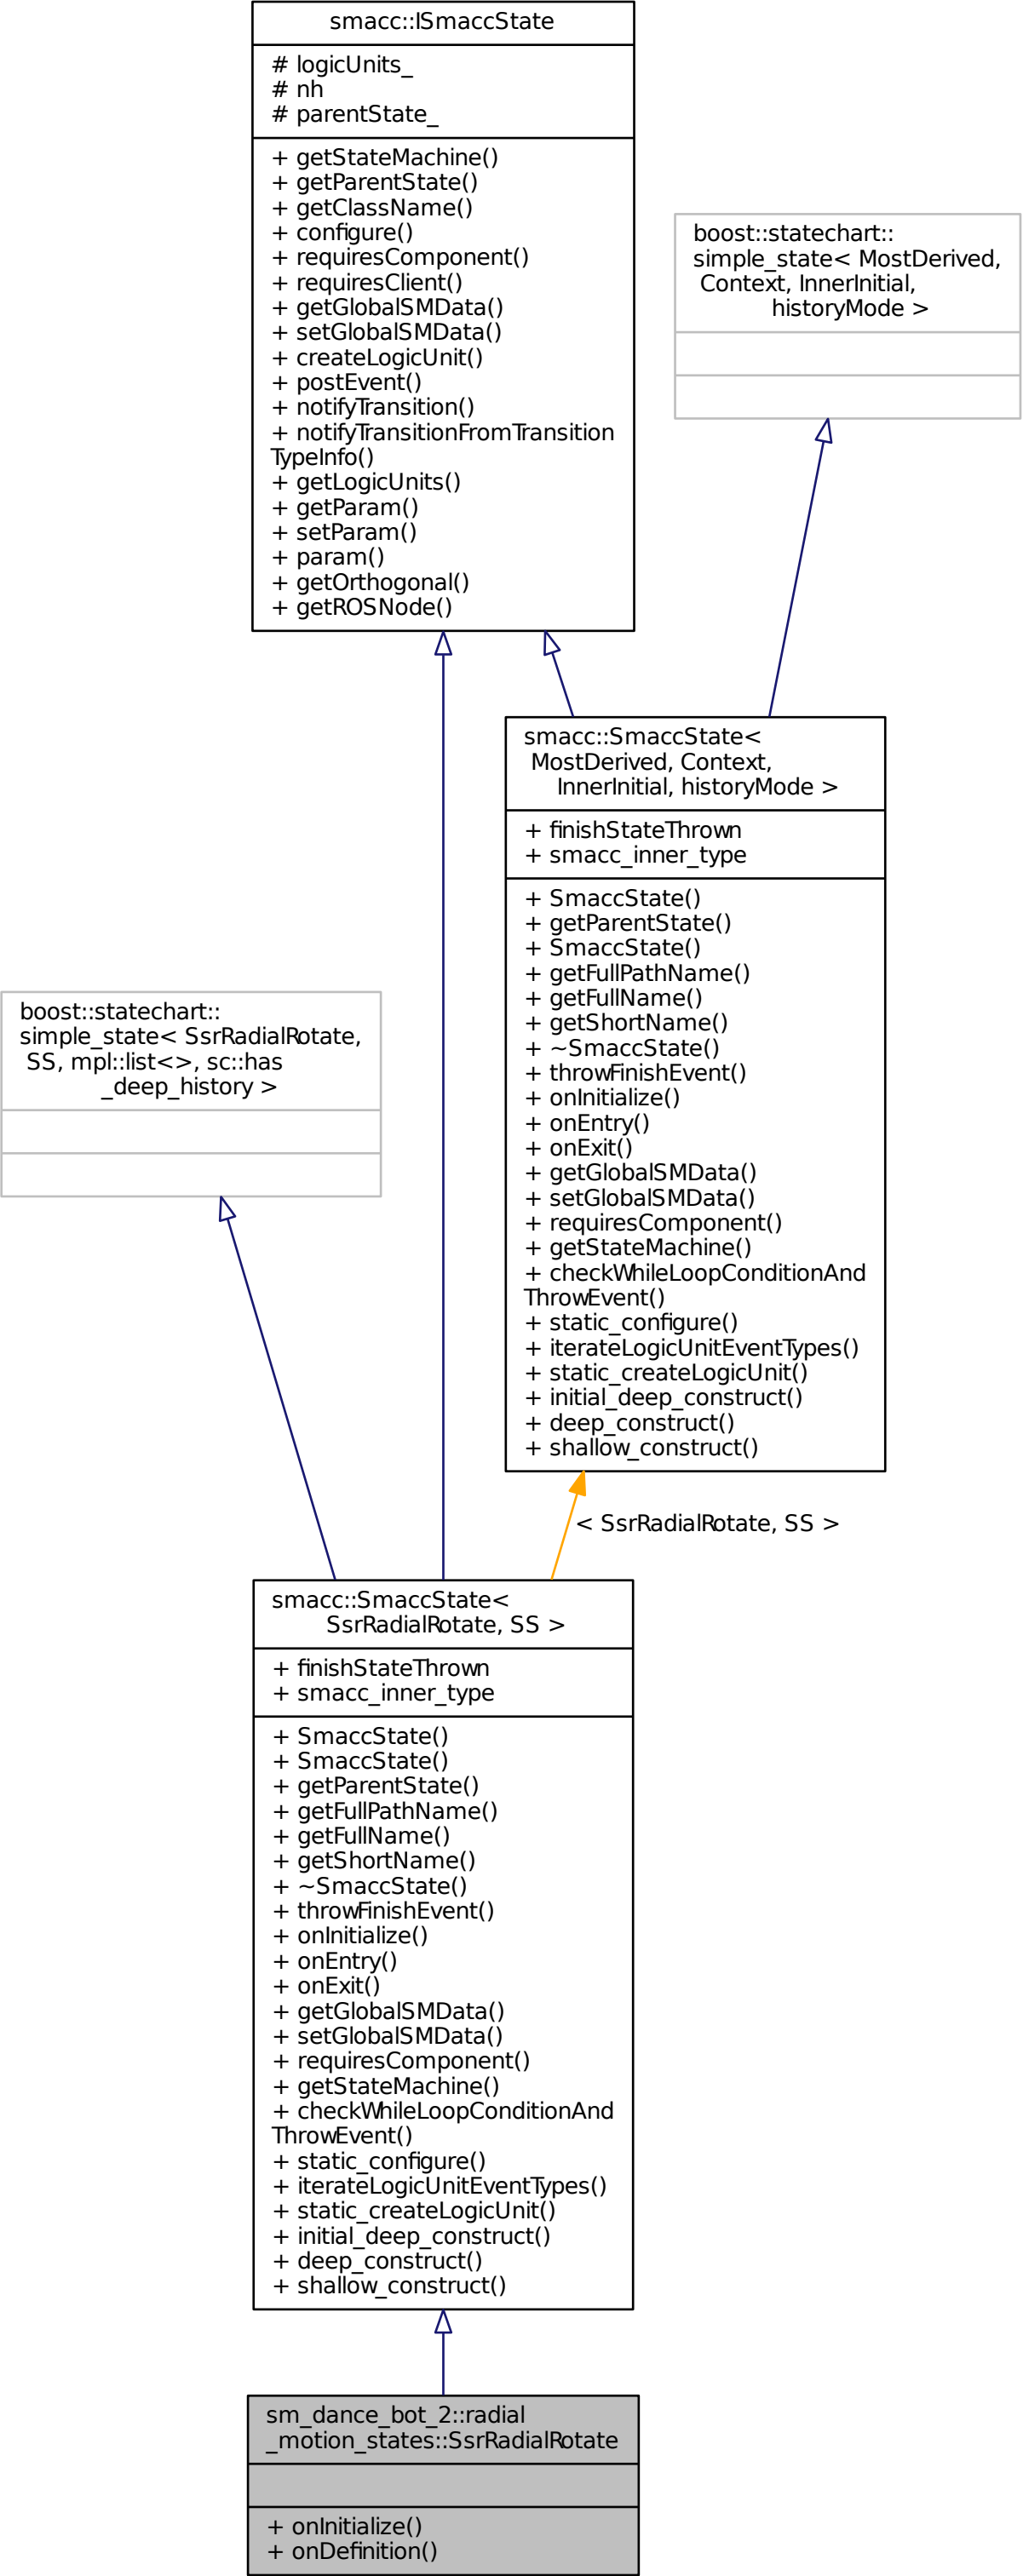 smacc::ISmaccState
# logicUnits_
# nh
# parentState_
+ getStateMachine()
+ getParentState()
+ getClassName()
+ configure()
+ requiresComponent()
+ requiresClient()
+ getGlobalSMData()
+ setGlobalSMData()
+ createLogicUnit()
+ postEvent()
+ notifyTransition()
+ notifyTransitionFromTransition
TypeInfo()
+ getLogicUnits()
+ getParam()
+ setParam()
+ param()
+ getOrthogonal()
+ getROSNode()
boost::statechart::
simple_state< MostDerived,
Context, InnerInitial,
historyMode >
smacc::SmaccState<
MostDerived, Context,
InnerInitial, historyMode >
+ finishStateThrown
+ smacc_inner_type
+ SmaccState()
+ getParentState()
+ SmaccState()
+ getFullPathName()
+ getFullName()
+ getShortName()
+ ~SmaccState()
+ throwFinishEvent()
+ onInitialize()
+ onEntry()
+ onExit()
+ getGlobalSMData()
+ setGlobalSMData()
+ requiresComponent()
+ getStateMachine()
+ checkWhileLoopConditionAnd
ThrowEvent()
+ static_configure()
+ iterateLogicUnitEventTypes()
+ static_createLogicUnit()
+ initial_deep_construct()
+ deep_construct()
+ shallow_construct()
boost::statechart::
simple_state< SsrRadialRotate,
SS, mpl::list<>, sc::has
_deep_history >
< SsrRadialRotate, SS >
smacc::SmaccState<
SsrRadialRotate, SS >
+ finishStateThrown
+ smacc_inner_type
+ SmaccState()
+ SmaccState()
+ getParentState()
+ getFullPathName()
+ getFullName()
+ getShortName()
+ ~SmaccState()
+ throwFinishEvent()
+ onInitialize()
+ onEntry()
+ onExit()
+ getGlobalSMData()
+ setGlobalSMData()
+ requiresComponent()
+ getStateMachine()
+ checkWhileLoopConditionAnd
ThrowEvent()
+ static_configure()
+ iterateLogicUnitEventTypes()
+ static_createLogicUnit()
+ initial_deep_construct()
+ deep_construct()
+ shallow_construct()
sm_dance_bot_2::radial
_motion_states::SsrRadialRotate
+ onInitialize()
+ onDefinition()